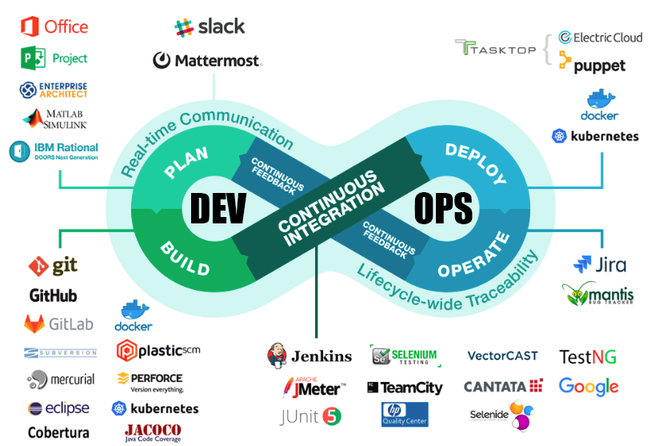 Office
Project
ENTERPRISE
ARCHITECT
MATLAB
SIMULINK
IBM Rational
DOORS Next Generation
slack
Mattermost
TASKTOP
ElectricCloud
puppet
docker
kubernetes
Real-time Communication
PLAN
CONTINUOUS
FEEDBACK
DEV
BUILD
CONTINUOUS
INTEGRATION
DEPLOY
OPS
CONTINUOUS
FEEDBACK
OPERATE
Lifecycle-wide Traceability
git
GitHub
GitLab
SUBVERSION
mercurial
eclipse
Cobertura
docker
plasticscm
PERFORCE
Version everything.
kubernetes
JACOCO
Java Code Coverage
Jenkins
APACHE
JMeter
JUnit 5
Se
SELENIUM
TESTING
TeamCity
hp
Quality Center
VectorCAST
CANTATA
Selenide
TestNG
Google
Jira
mantis
BUG TRACKER